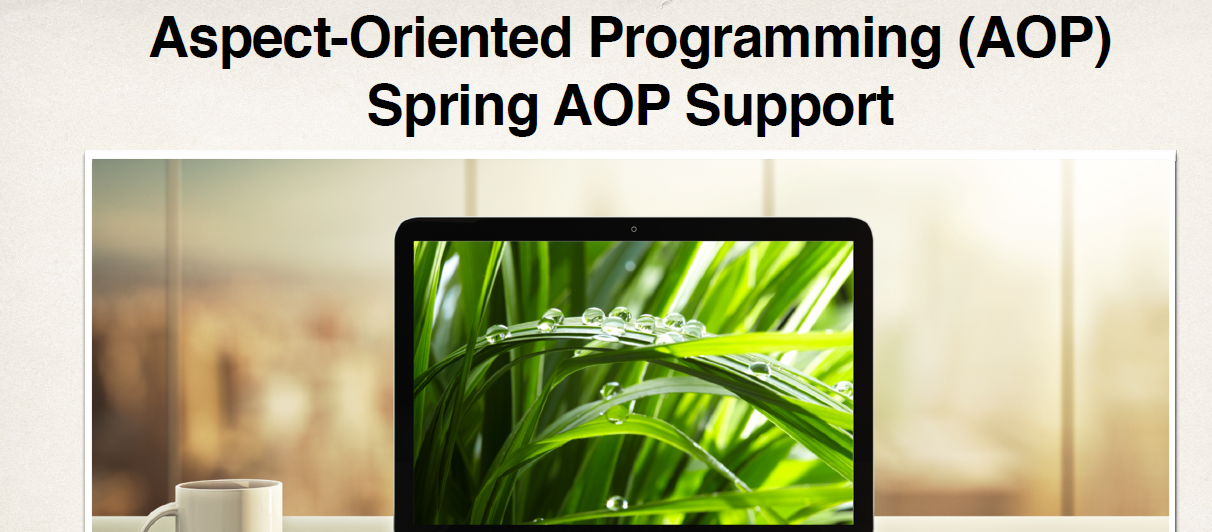 Aspect-Oriented Programming (AOP)
Spring AOP Support